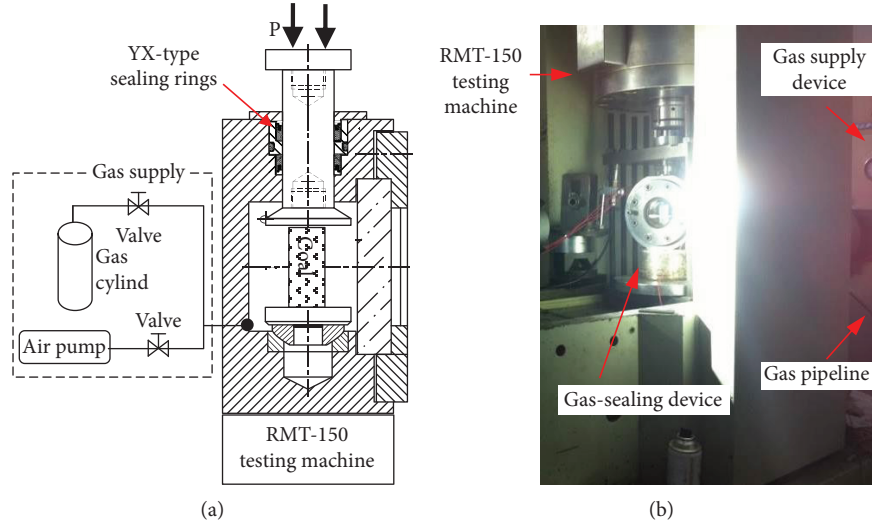 P
YX-type
sealing rings
Gas supply
Valve
Gas
cylind
Valve
Air pump
Coal
RMT-150
testing machine
(a)
RMT-150
testing
machine
Gas supply
device
Gas-sealing device
Gas pipeline
(b)